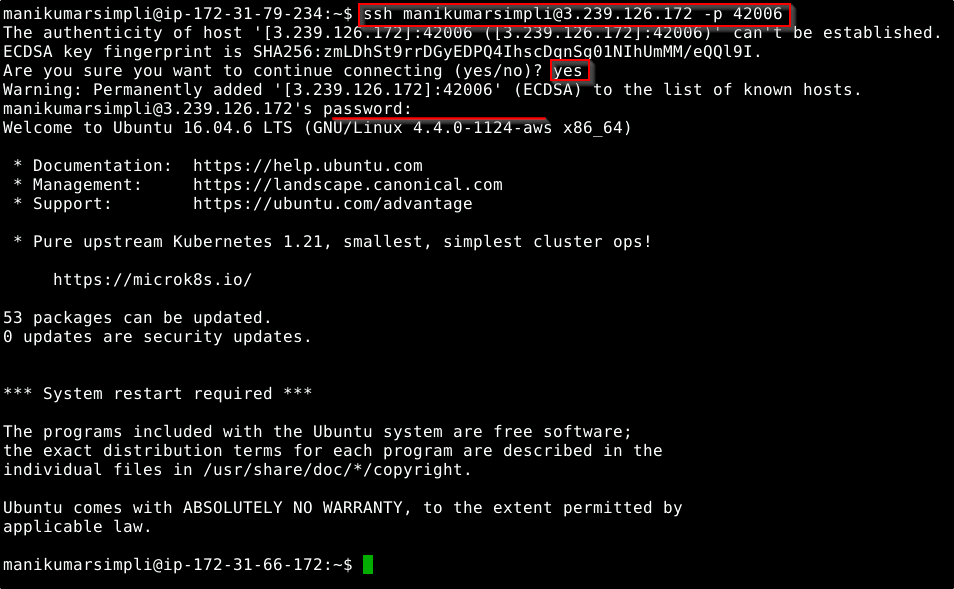 manikumarsimpli@ip-172-31-79-234:~$ ssh manikumarsimpli@3.239.126.172 -p 42006
The authenticity of host '[3.239.126.172]:42006 ([3.239.126.172]:42006)' can't be established.
ECDSA key fingerprint is SHA256:zmLDhSt9rrDGyEDPQ4IhscDgnSg01NIhUmMM/eQQl9I.
Are you sure you want to continue connecting (yes/no)? yes
Warning: Permanently added '[3.239.126.172]:42006' (ECDSA) to the list of known hosts.
manikumarsimpli@3.239.126.172's password:
Welcome to Ubuntu 16.04.6 LTS (GNU/Linux 4.4.0-1124-aws x86_64)

 * Documentation:  https://help.ubuntu.com
 * Management:     https://landscape.canonical.com
 * Support:        https://ubuntu.com/advantage

 * Pure upstream Kubernetes 1.21, smallest, simplest cluster ops!

     https://microk8s.io/

53 packages can be updated.
0 updates are security updates.


*** System restart required ***

The programs included with the Ubuntu system are free software;
the exact distribution terms for each program are described in the
individual files in /usr/share/doc/*/copyright.

Ubuntu comes with ABSOLUTELY NO WARRANTY, to the extent permitted by
applicable law.

manikumarsimpli@ip-172-31-66-172:~$